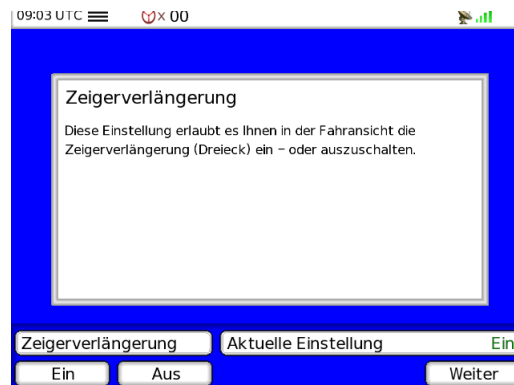 09:03 UTC × 00
Zeigerverlängerung
Diese Einstellung erlaubt es Ihnen in der Fahransicht die
Zeigerverlängerung (Dreieck) ein – oder auszuschalten.
Zeigerverlängerung Aktuelle Einstellung Ein
Ein Aus Weiter